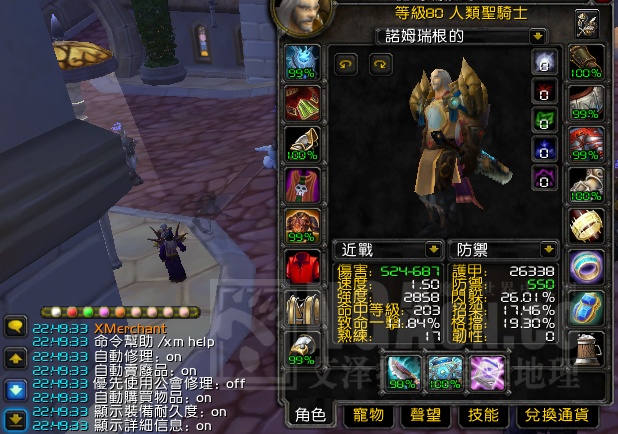 等級80 人類聖騎士
諾姆瑞根的
99%
100%
99%
99%
100%
99%
99%
100%
99%
0
0
0
0
0
近戰
防禦
傷害: 524-687
速度: 1.50
強度: 2858
命中等級: 203
致命一擊: 11.84%
熟練: 17
護甲: 26338
防禦: 550
閃躲: 26.01%
招架: 17.46%
格擋: 19.30%
韌性: 0
98%
100%
角色
寵物
聲望
技能
兌換通貨
22:49:33 XMerchant
22:49:33 命令幫助 /xm help
22:49:33 自動修理: on
22:49:33 自動賣廢品: on
22:49:33 優先使用公會修理: off
22:49:33 自動購買物品: on
22:49:33 顯示裝備耐久度: on
22:49:33 顯示詳細信息: on